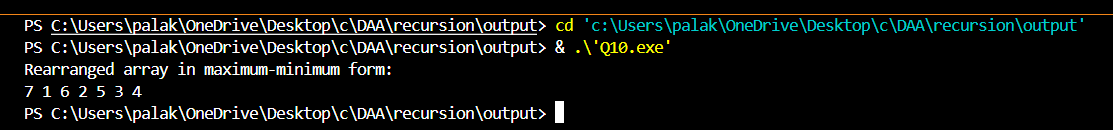 PS C:\Users\palak\OneDrive\Desktop\c\DAA\recursion\output> cd 'c:\Users\palak\OneDrive\Desktop\c\DAA\recursion\output'
PS C:\Users\palak\OneDrive\Desktop\c\DAA\recursion\output> & .\'Q10.exe'
Rearranged array in maximum-minimum form:
7 1 6 2 5 3 4
PS C:\Users\palak\OneDrive\Desktop\c\DAA\recursion\output>